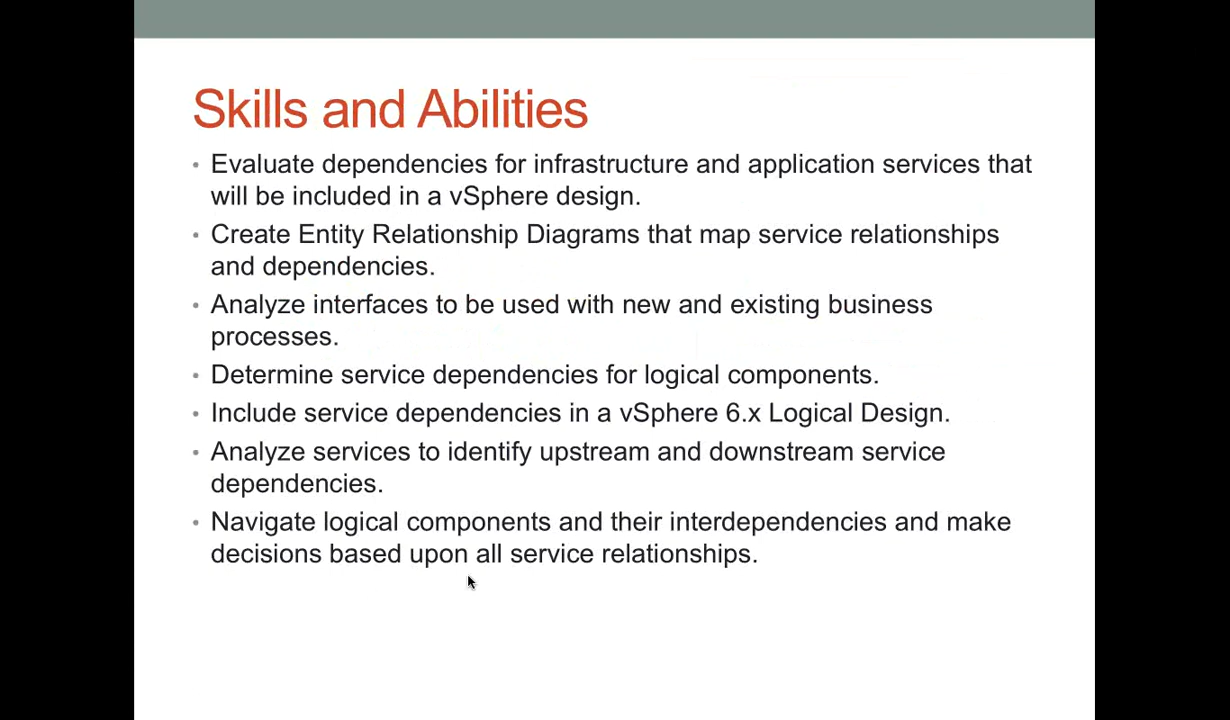 Skills and Abilities
• Evaluate dependencies for infrastructure and application services that
will be included in a vSphere design.
• Create Entity Relationship Diagrams that map service relationships
and dependencies.
• Analyze interfaces to be used with new and existing business
processes.
• Determine service dependencies for logical components.
• Include service dependencies in a vSphere 6.x Logical Design.
• Analyze services to identify upstream and downstream service
dependencies.
• Navigate logical components and their interdependencies and make
decisions based upon all service relationships.